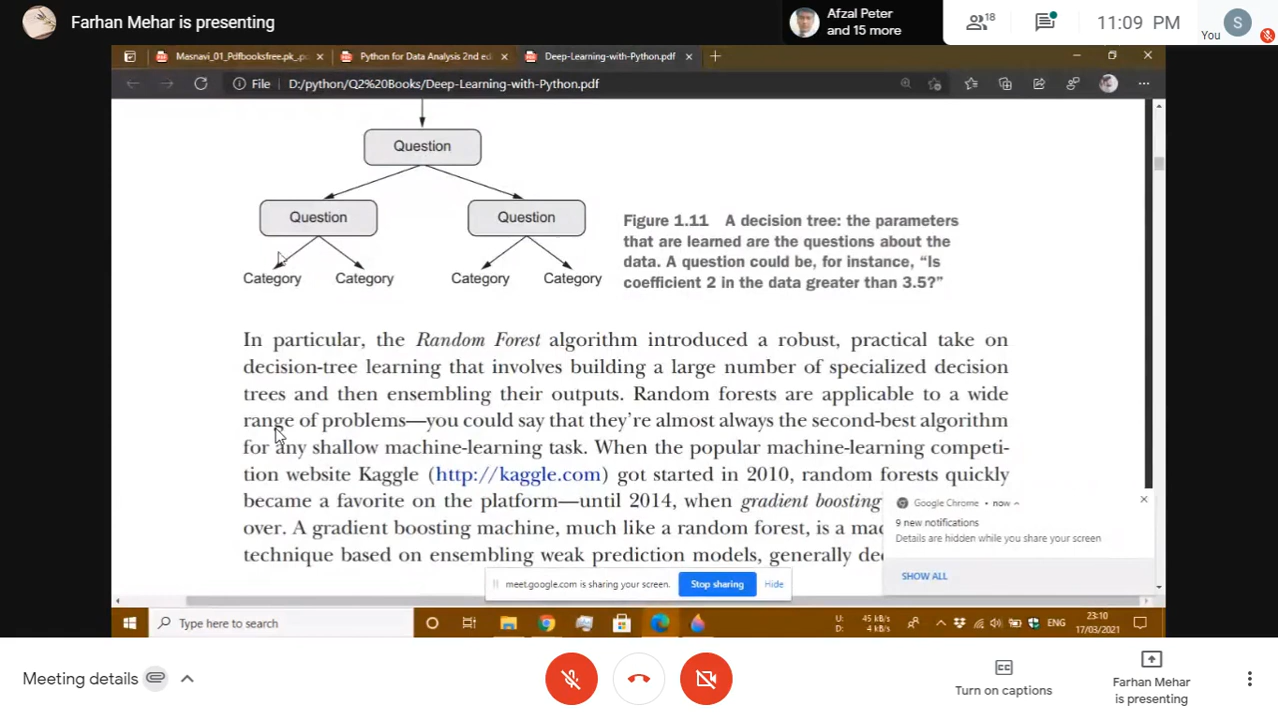 Farhan Mehar is presenting
Afzal Peter
and 15 more
18
11:09 PM
S
You
Masnavi_01_Pdfbooksfree.pk_.p
Python for Data Analysis 2nd ed
Deep-Learning-with-Python.pdf
File D:/python/Q2%20Books/Deep-Learning-with-Python.pdf
Question
Question Question
Category Category Category Category
Figure 1.11 A decision tree: the parameters
that are learned are the questions about the
data. A question could be, for instance, “Is
coefficient 2 in the data greater than 3.5?”
In particular, the Random Forest algorithm introduced a robust, practical take on
decision-tree learning that involves building a large number of specialized decision
trees and then ensembling their outputs. Random forests are applicable to a wide
range of problems—you could say that they’re almost always the second-best algorithm
for any shallow machine-learning task. When the popular machine-learning competi-
tion website Kaggle (http://kaggle.com) got started in 2010, random forests quickly
became a favorite on the platform—until 2014, when gradient boosting
over. A gradient boosting machine, much like a random forest, is a mac
technique based on ensembling weak prediction models, generally dec
Google Chrome • now
9 new notifications
Details are hidden while you share your screen
SHOW ALL
meet.google.com is sharing your screen. Stop sharing Hide
Type here to search
U: 45 kB/s
D: 4 kB/s
ENG
23:10
17/03/2021
Meeting details
Turn on captions
Farhan Mehar
is presenting